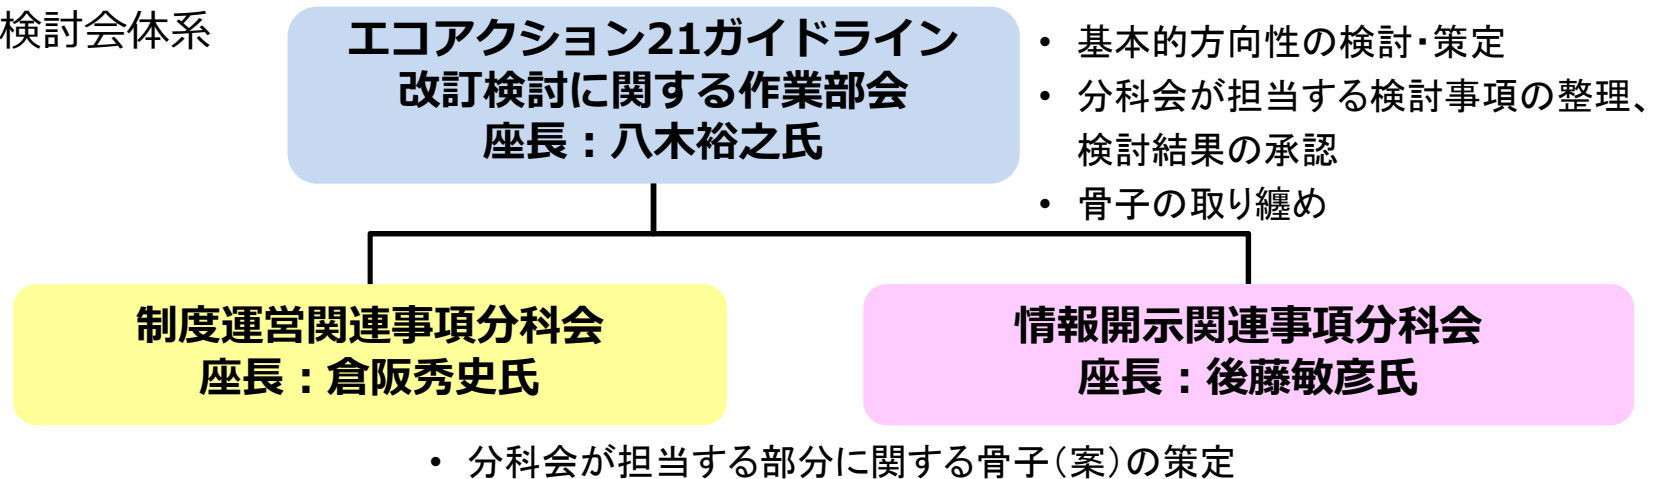 検討会体系
エコアクション21ガイドライン
改訂検討に関する作業部会
座長：八木裕之氏
• 基本的方向性の検討・策定
• 分科会が担当する検討事項の整理、
検討結果の承認
• 骨子の取り纏め
制度運営関連事項分科会
座長：倉阪秀史氏
情報開示関連事項分科会
座長：後藤敏彦氏
• 分科会が担当する部分に関する骨子（案）の策定